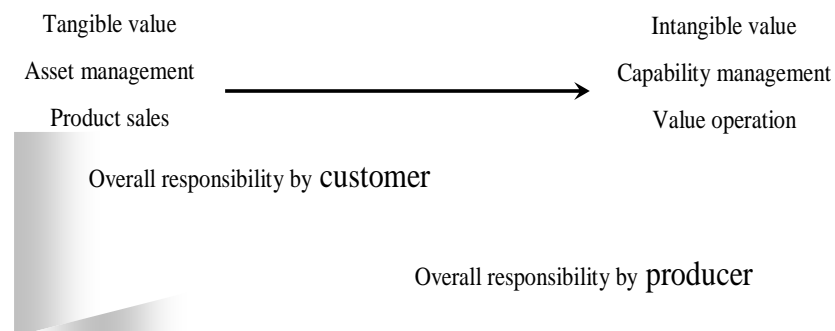 Tangible value
Intangible value
Asset management
Capability management
Product sales
Value operation
Overall responsibility by customer
Overall responsibility by producer